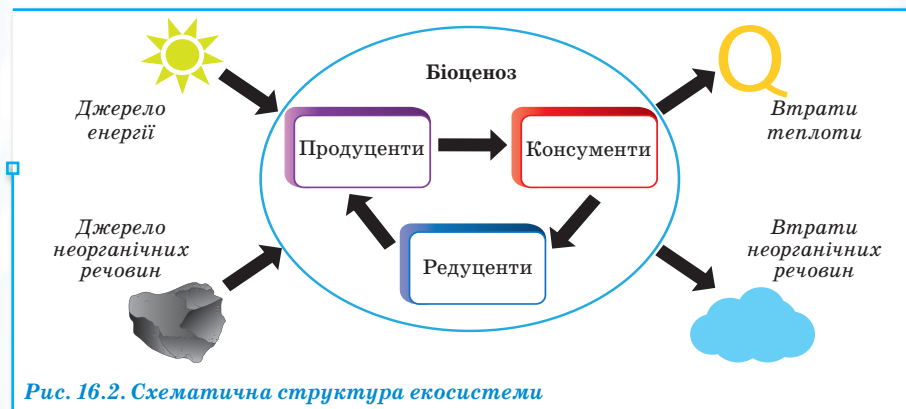 Біоценоз
Джерело
енергії
Q
Втрати
теплоти
Продуценти
Консументи
Джерело
неорганічних
речовин
Редуценти
Втрати
неорганічних
речовин
Рис. 16.2. Схематична структура екосистеми